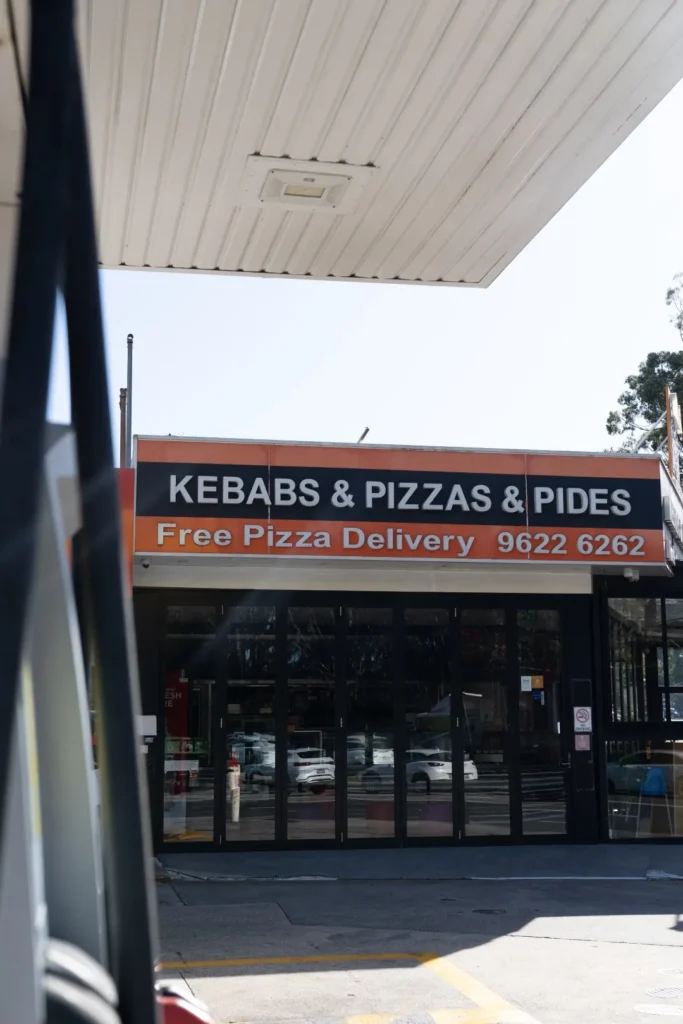 KEBABS & PIZZAS & PIDES
Free Pizza Delivery 9622 6262